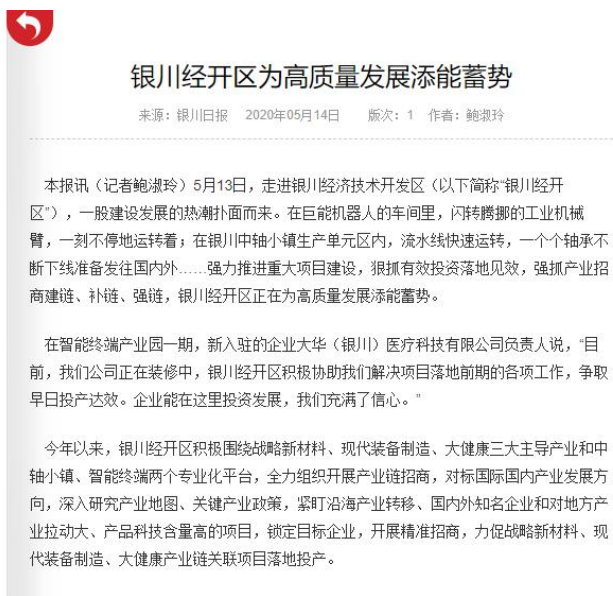 银川经开区为高质量发展添能蓄势
来源：银川日报 2020年05月14日 版次：1 作者：鲍淑玲
本报讯（记者鲍淑玲）5月13日，走进银川经济技术开发区（以下简称“银川经开
区”），一股建设发展的热潮扑面而来。在巨能机器人的车间里，闪转腾挪的工业机械
臂，一刻不停地运转着；在银川中轴小镇生产单元区内，流水线快速运转，一个个轴承不
断下线准备发往国内外……强力推进重大项目建设，狠抓有效投资落地见效，强抓产业招
商建链、补链、强链，银川经开区正在为高质量发展添能蓄势。
在智能终端产业园一期，新入驻的企业大华（银川）医疗科技有限公司负责人说，“目
前，我们公司正在装修中，银川经开区积极协助我们解决项目落地前期的各项工作，争取
早日投产达效。企业能在这里投资发展，我们充满了信心。”
今年以来，银川经开区积极围绕战略新材料、现代装备制造、大健康三大主导产业和中
轴小镇、智能终端两个专业化平台，全力组织开展产业链招商，对标国际国内产业发展方
向，深入研究产业地图、关键产业政策，紧盯沿海产业转移、国内外知名企业和对地方产
业拉动大、产品科技含量高的项目，锁定目标企业，开展精准招商，力促战略新材料、现
代装备制造、大健康产业链关联项目落地投产。